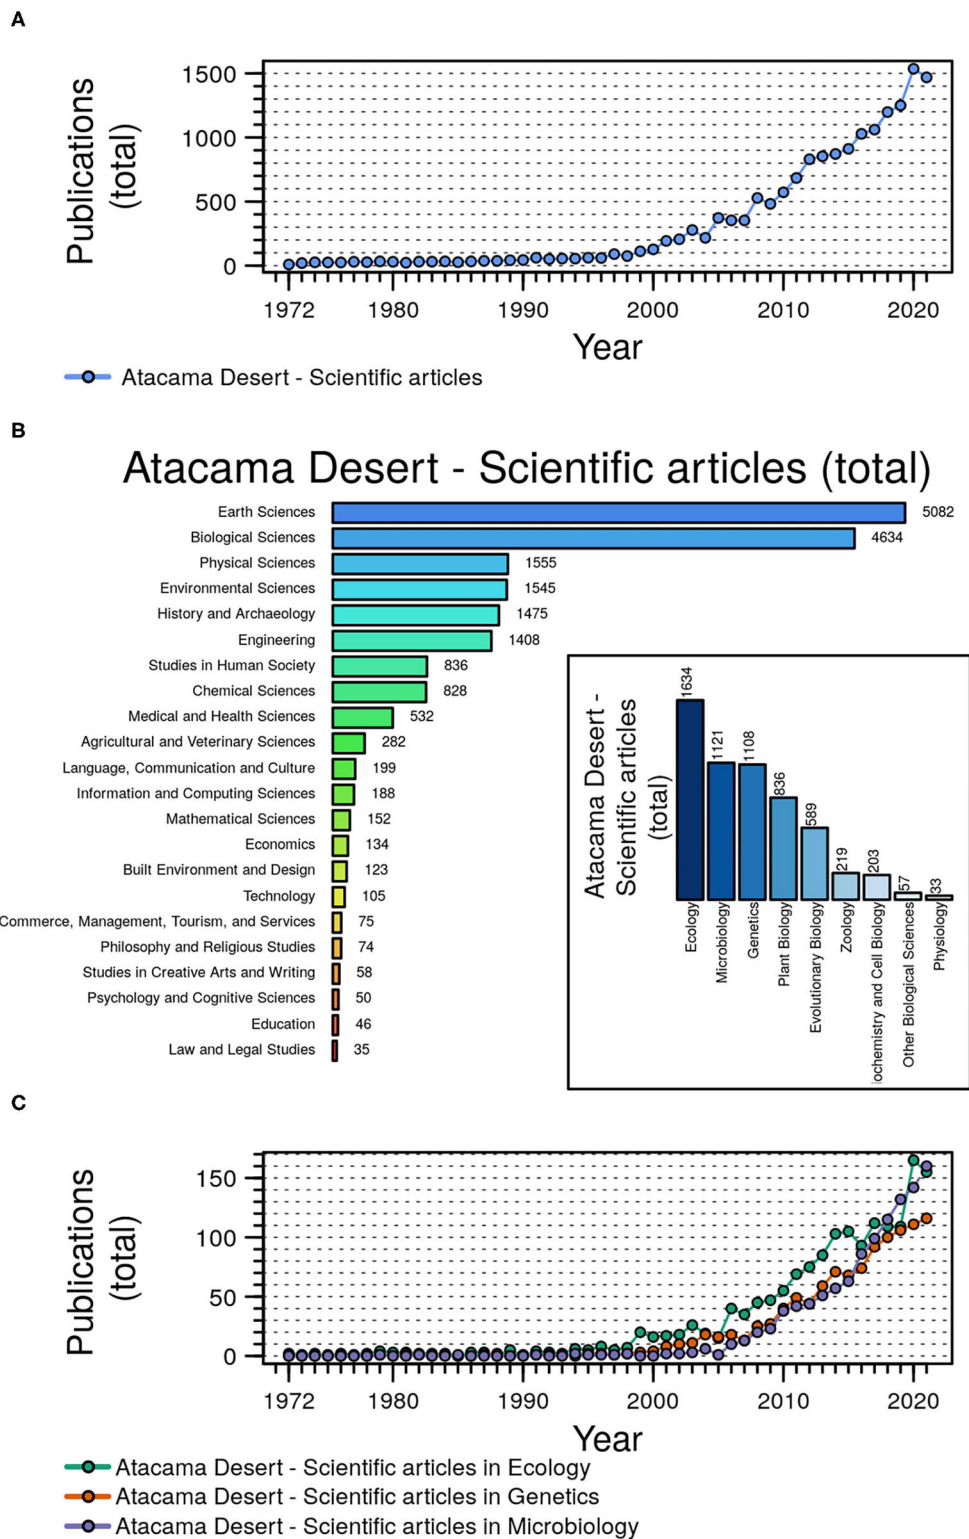 A
Publications
(total)
1500
1000
500
0
1972 1980 1990 2000 2010 2020
Year
Atacama Desert - Scientific articles
B
Atacama Desert - Scientific articles (total)
Earth Sciences 5082
Biological Sciences 4634
Physical Sciences 1555
Environmental Sciences 1545
History and Archaeology 1475
Engineering 1408
Studies in Human Society 836
Chemical Sciences 828
Medical and Health Sciences 532
Agricultural and Veterinary Sciences 282
Language, Communication and Culture 199
Information and Computing Sciences 188
Mathematical Sciences 152
Economics 134
Built Environment and Design 123
Technology 105
Commerce, Management, Tourism, and Services 75
Philosophy and Religious Studies 74
Studies in Creative Arts and Writing 58
Psychology and Cognitive Sciences 50
Education 46
Law and Legal Studies 35
Atacama Desert -
Scientific articles
(total)
1634
1121
1108
836
589
219
203
57
33
Ecology
Microbiology
Genetics
Plant Biology
Evolutionary Biology
Zoology
iochemistry and Cell Biology
Other Biological Sciences
Physiology
C
Publications
(total)
150
100
50
0
1972 1980 1990 2000 2010 2020
Year
Atacama Desert - Scientific articles in Ecology
Atacama Desert - Scientific articles in Genetics
Atacama Desert - Scientific articles in Microbiology